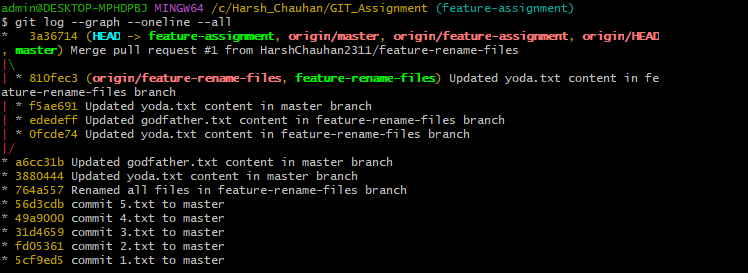 admin@DESKTOP-MPHDPBJ MINGW64 /c/Harsh_Chauhan/GIT_Assignment (feature-assignment)
$ git log --graph --oneline --all
*   3a36714 (HEAD -> feature-assignment, origin/master, origin/feature-assignment, origin/HEAD
, master) Merge pull request #1 from HarshChauhan2311/feature-rename-files
|\
| * 810fec3 (origin/feature-rename-files, feature-rename-files) Updated yoda.txt content in fe
ature-rename-files branch
| * f5ae691 Updated yoda.txt content in master branch
| * ededeff Updated godfather.txt content in feature-rename-files branch
| * 0fcde74 Updated yoda.txt content in feature-rename-files branch
|/
* a6cc31b Updated godfather.txt content in master branch
* 3880444 Updated yoda.txt content in master branch
* 764a557 Renamed all files in feature-rename-files branch
* 56d3cdb commit 5.txt to master
* 49a9000 commit 4.txt to master
* 31d4659 commit 3.txt to master
* fd05361 commit 2.txt to master
* 5cf9ed5 commit 1.txt to master